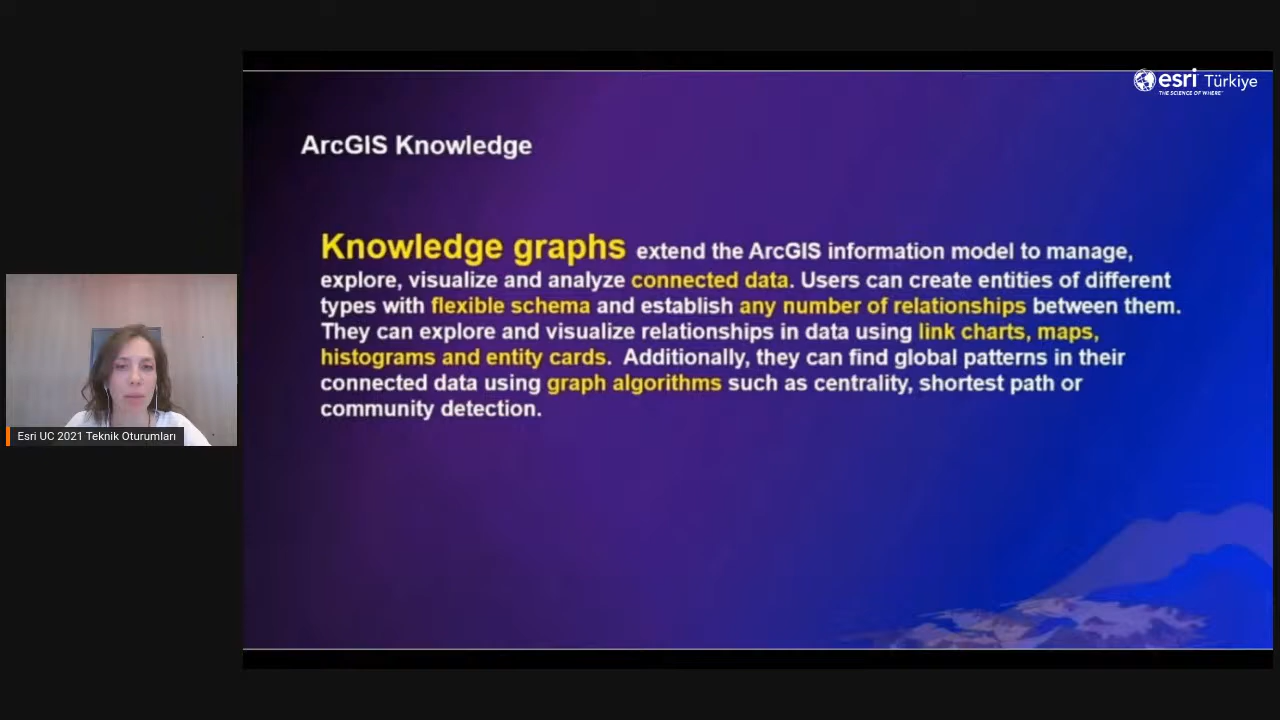 esri Türkiye
THE SCIENCE OF WHERE™
ArcGIS Knowledge
Knowledge graphs extend the ArcGIS information model to manage,
explore, visualize and analyze connected data. Users can create entities of different
types with flexible schema and establish any number of relationships between them.
They can explore and visualize relationships in data using link charts, maps,
histograms and entity cards. Additionally, they can find global patterns in their
connected data using graph algorithms such as centrality, shortest path or
community detection.
Esri UC 2021 Teknik Oturumları